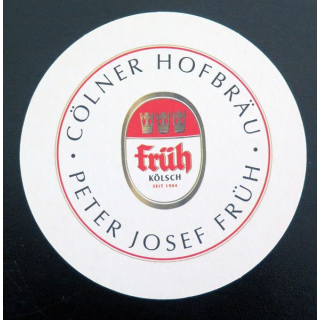 · CÖLNER HOFBRÄU ·
PETER JOSEF FRÜH
früh
KÖLSCH
SEIT 1904